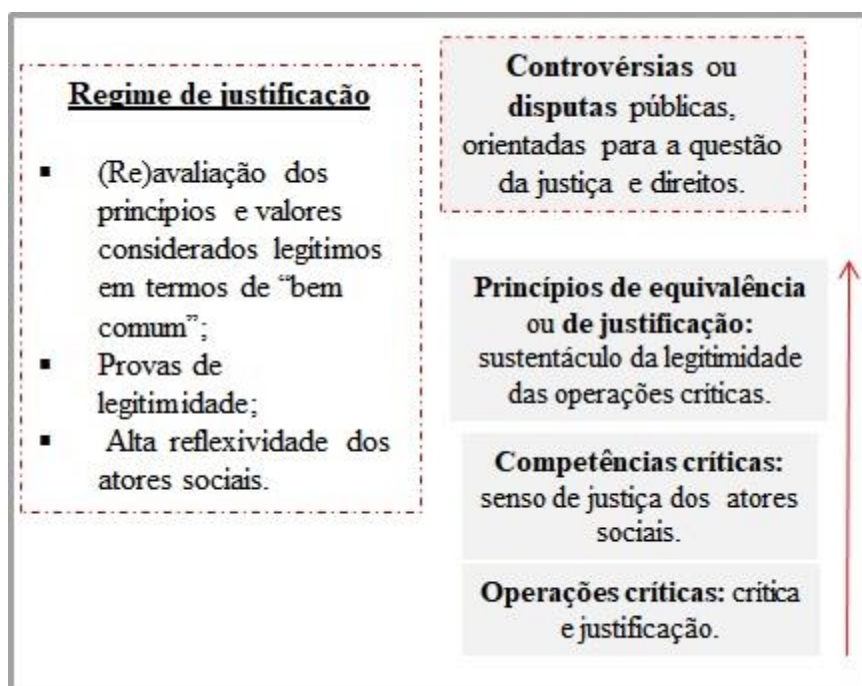 Regime de justificação
▪ (Re)avaliação dos
princípios e valores
considerados legítimos
em termos de “bem
comum”;
▪ Provas de
legitimidade;
▪ Alta reflexividade dos
atores sociais.
Controvérsias ou
disputas públicas,
orientadas para a questão
da justiça e direitos.
Princípios de equivalência
ou de justificação:
sustentáculo da legitimidade
das operações críticas.
Competências críticas:
senso de justiça dos atores
sociais.
Operações críticas: crítica
e justificação.